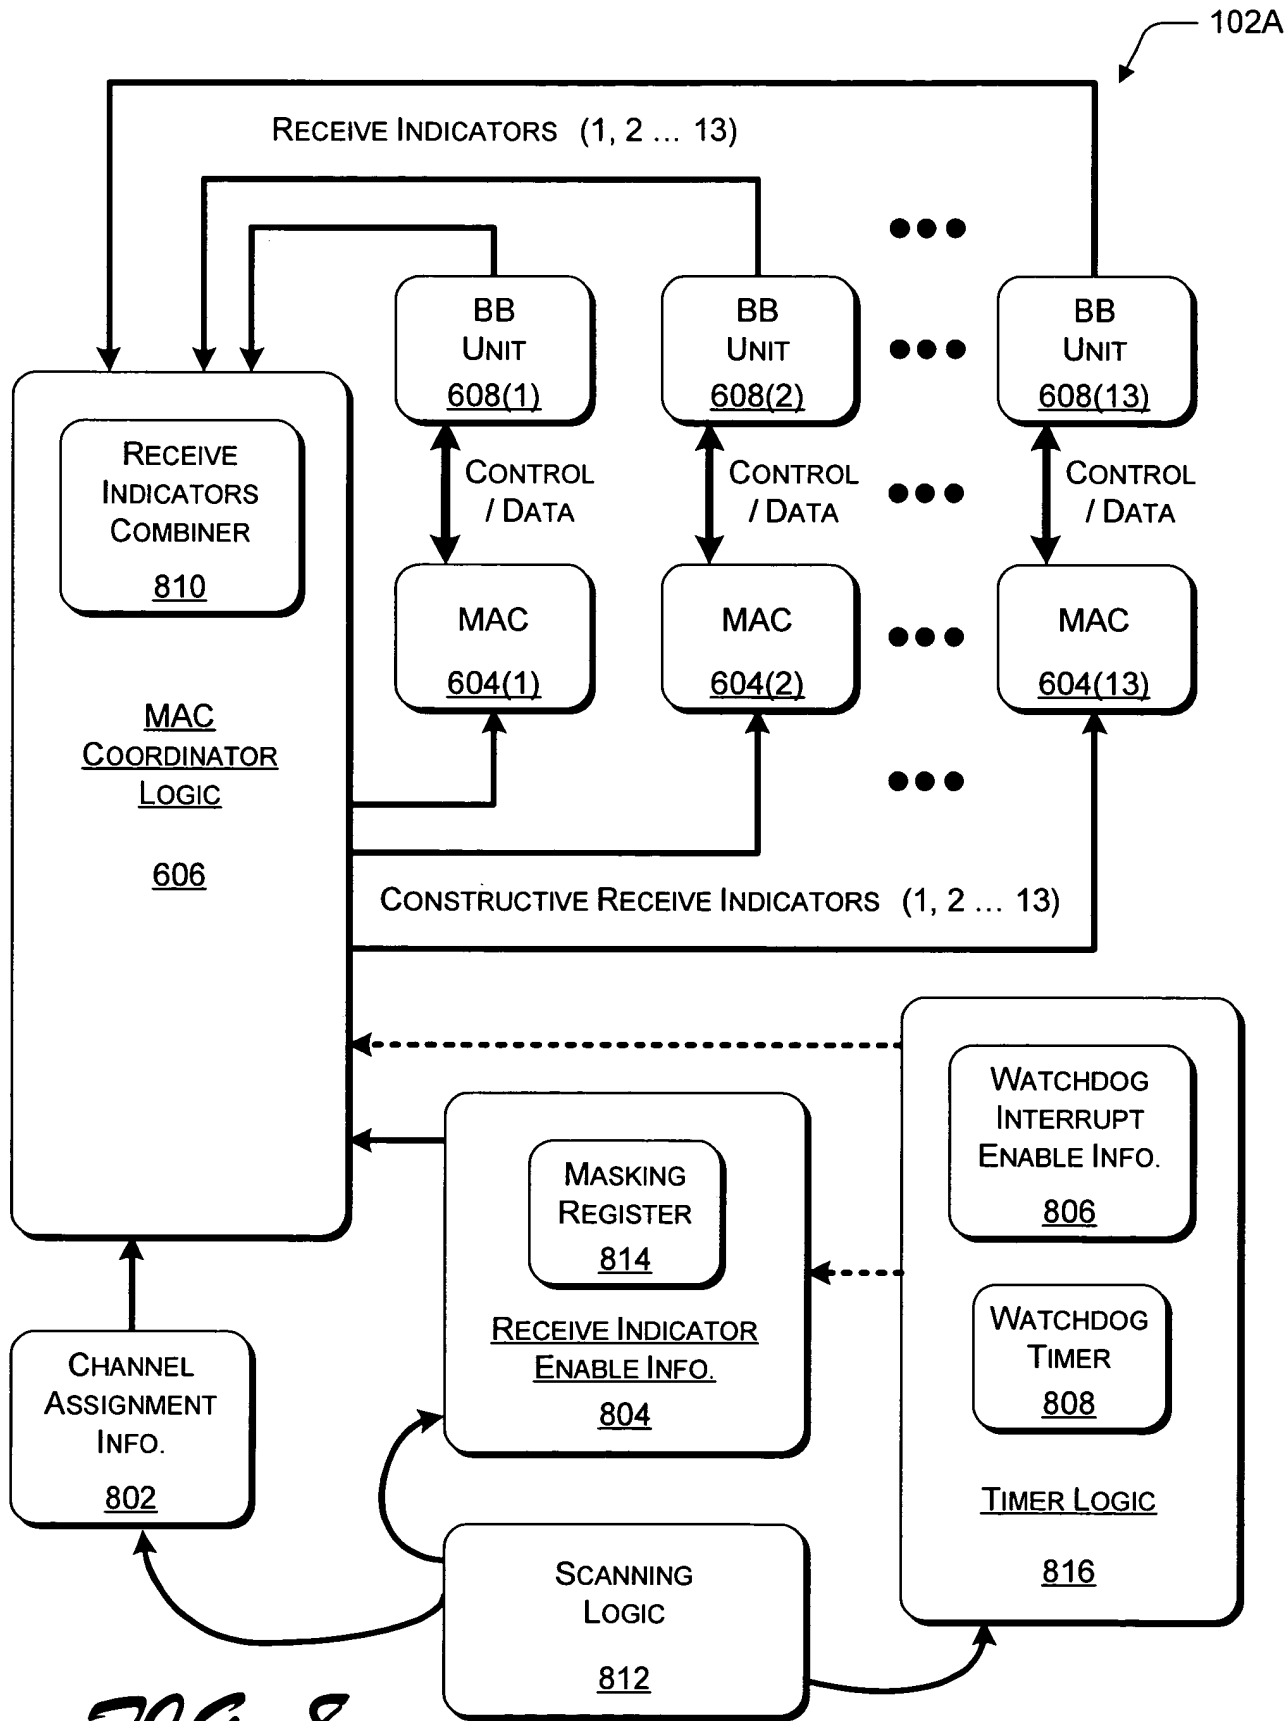 102A
RECEIVE INDICATORS (1, 2 ... 13)
BB
UNIT
608(1)
BB
UNIT
608(2)
BB
UNIT
608(13)
RECEIVE
INDICATORS
COMBINER
810
CONTROL
/ DATA
CONTROL
/ DATA
CONTROL
/ DATA
MAC
604(1)
MAC
604(2)
MAC
604(13)
MAC
COORDINATOR
LOGIC
606
CONSTRUCTIVE RECEIVE INDICATORS (1, 2 ... 13)
WATCHDOG
INTERRUPT
ENABLE INFO.
806
MASKING
REGISTER
814
RECEIVE INDICATOR
ENABLE INFO.
804
WATCHDOG
TIMER
808
TIMER LOGIC
816
CHANNEL
ASSIGNMENT
INFO.
802
SCANNING
LOGIC
812
FIG. 8